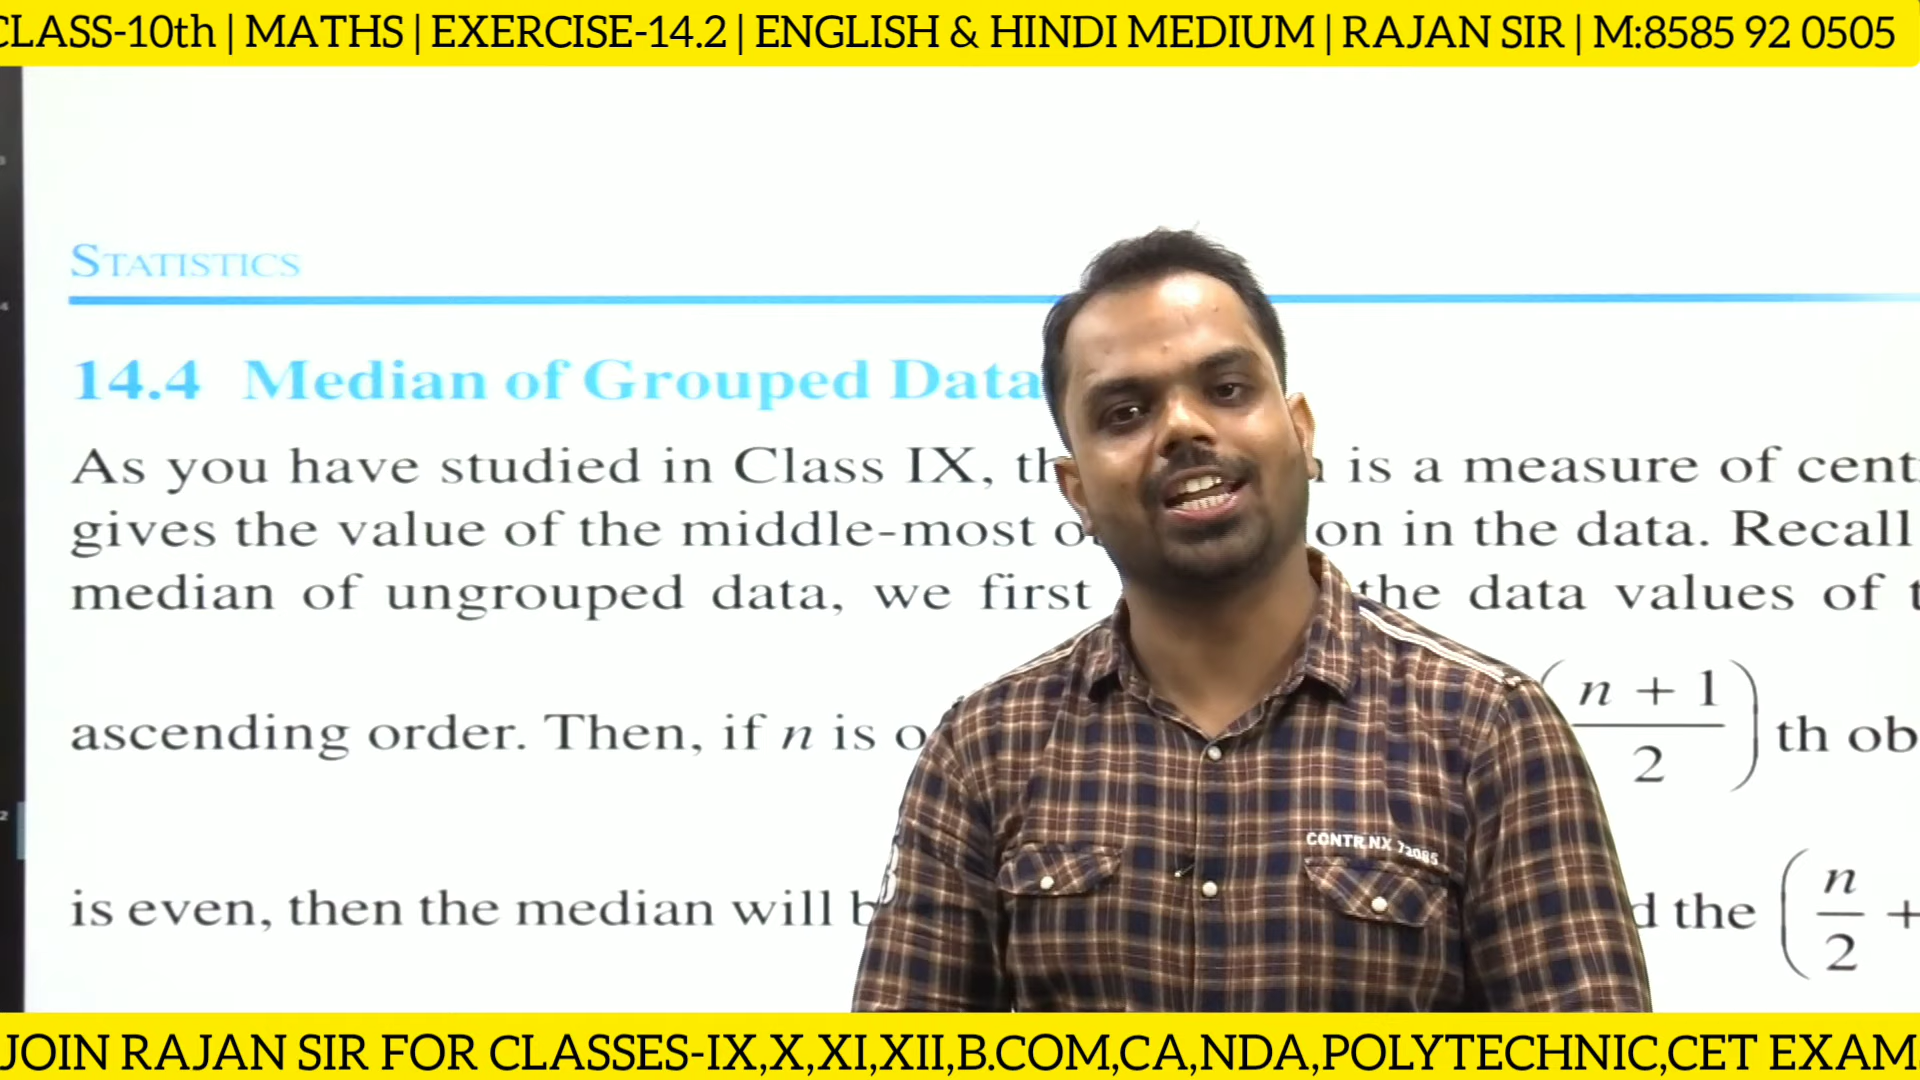 CLASS-10th | MATHS | EXERCISE-14.2 | ENGLISH & HINDI MEDIUM | RAJAN SIR | M:8585 92 0505
STATISTICS
14.4 Median of Grouped Data
As you have studied in Class IX, is a measure of
gives the value of the middle-most in the data. Recall
median of ungrouped data, we first the data values of
ascending order. Then, if n is (n + 1 / 2) th
is even, then the median will the (n/2 +
CONTR.NX 72085
JOIN RAJAN SIR FOR CLASSES-IX,X,XI,XII,B.COM,CA,NDA,POLYTECHNIC,CET EXAM